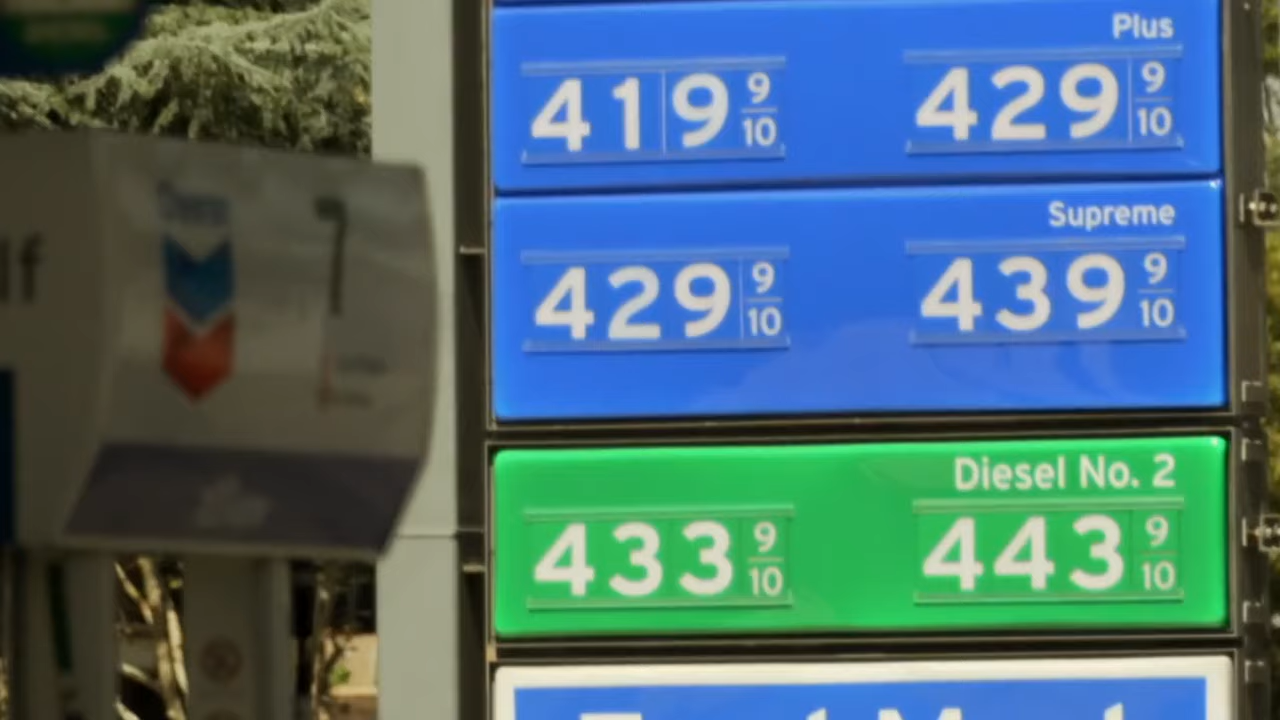 Plus
419 9/10 429 9/10
Supreme
429 9/10 439 9/10
Diesel No. 2
433 9/10 443 9/10